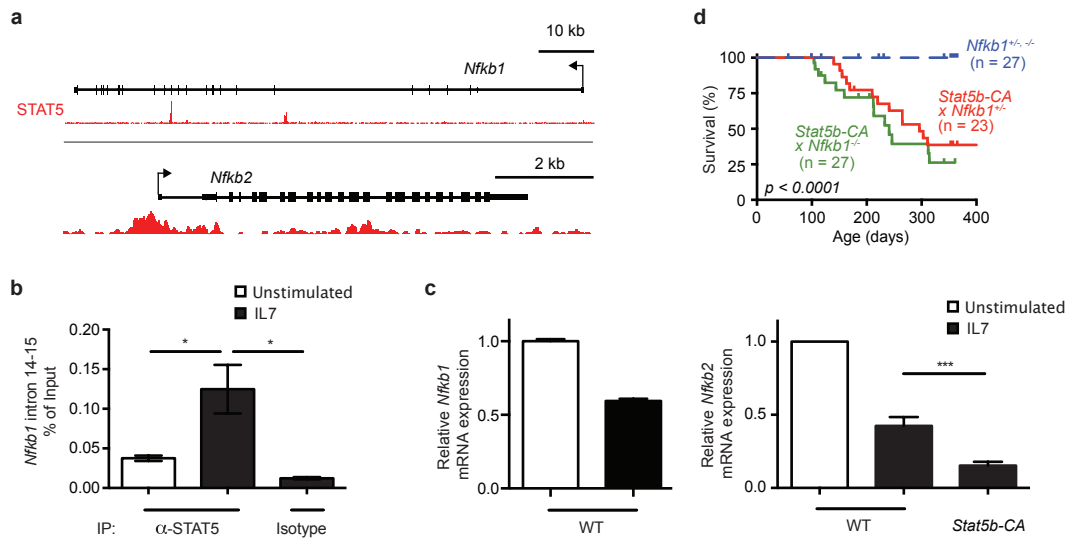 a
10 kb
Nfkb1
STAT5
2 kb
Nfkb2
d
Nfkb1+/-, -/-
(n = 27)
Stat5b-CA
x Nfkb1+/-
(n = 23)
Stat5b-CA
x Nfkb1-/-
(n = 27)
p < 0.0001
100
75
50
25
0
Survival (%)
0 100 200 300 400
Age (days)
b
Unstimulated
IL7
Nfkb1 intron 14-15
% of Input
0.20
0.15
0.10
0.05
0.00
* *
IP: α-STAT5 Isotype
c
Relative Nfkb1
mRNA expression
1.0
0.5
0.0
WT
Unstimulated
IL7
Relative Nfkb2
mRNA expression
1.0
0.5
0.0
***
WT Stat5b-CA